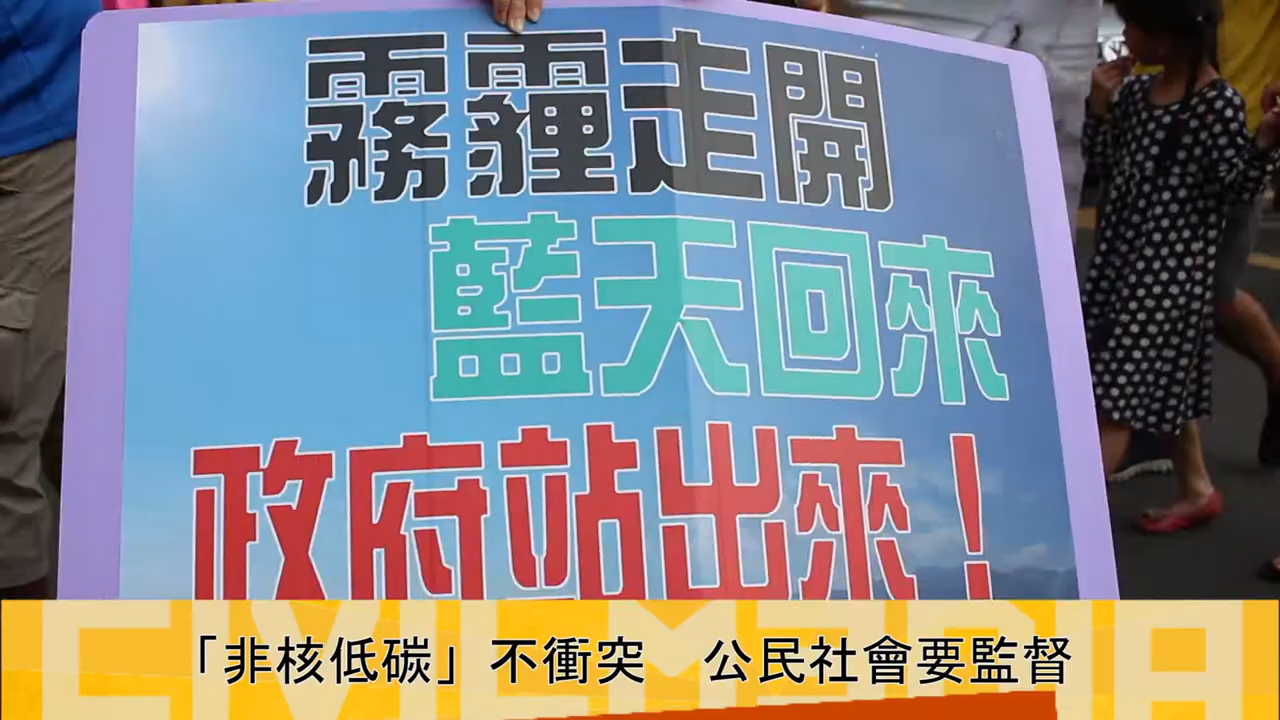 霧霾走開
藍天回來
政府站出來！
「非核低碳」不衝突　公民社會要監督